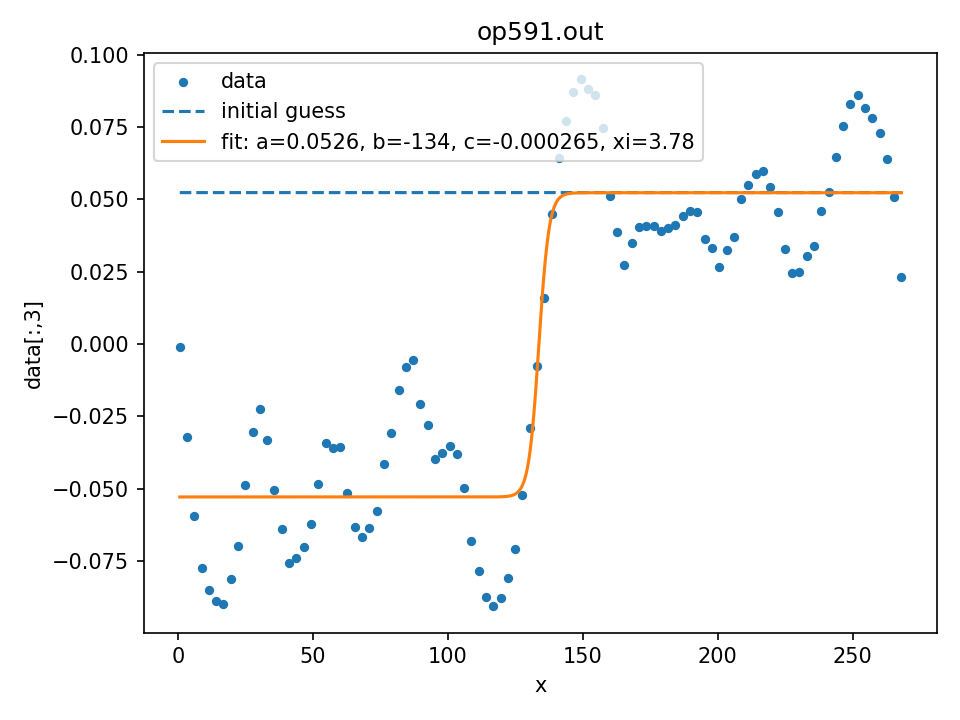 op591.out
data
initial guess
fit: a=0.0526, b=-134, c=-0.000265, xi=3.78
0.100
0.075
0.050
0.025
0.000
−0.025
−0.050
−0.075
data[:,3]
0 50 100 150 200 250
x